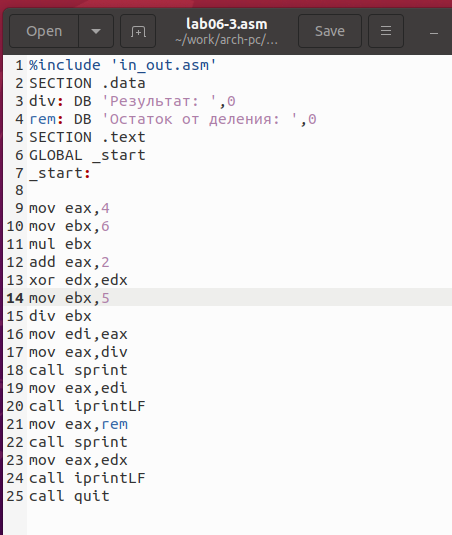 Open
lab06-3.asm
~/work/arch-pc/...
Save
1 %include 'in_out.asm'
2 SECTION .data
3 div: DB 'Результат: ',0
4 rem: DB 'Остаток от деления: ',0
5 SECTION .text
6 GLOBAL _start
7 _start:
8
9 mov eax,4
10 mov ebx,6
11 mul ebx
12 add eax,2
13 xor edx,edx
14 mov ebx,5
15 div ebx
16 mov edi,eax
17 mov eax,div
18 call sprint
19 mov eax,edi
20 call iprintLF
21 mov eax,rem
22 call sprint
23 mov eax,edx
24 call iprintLF
25 call quit